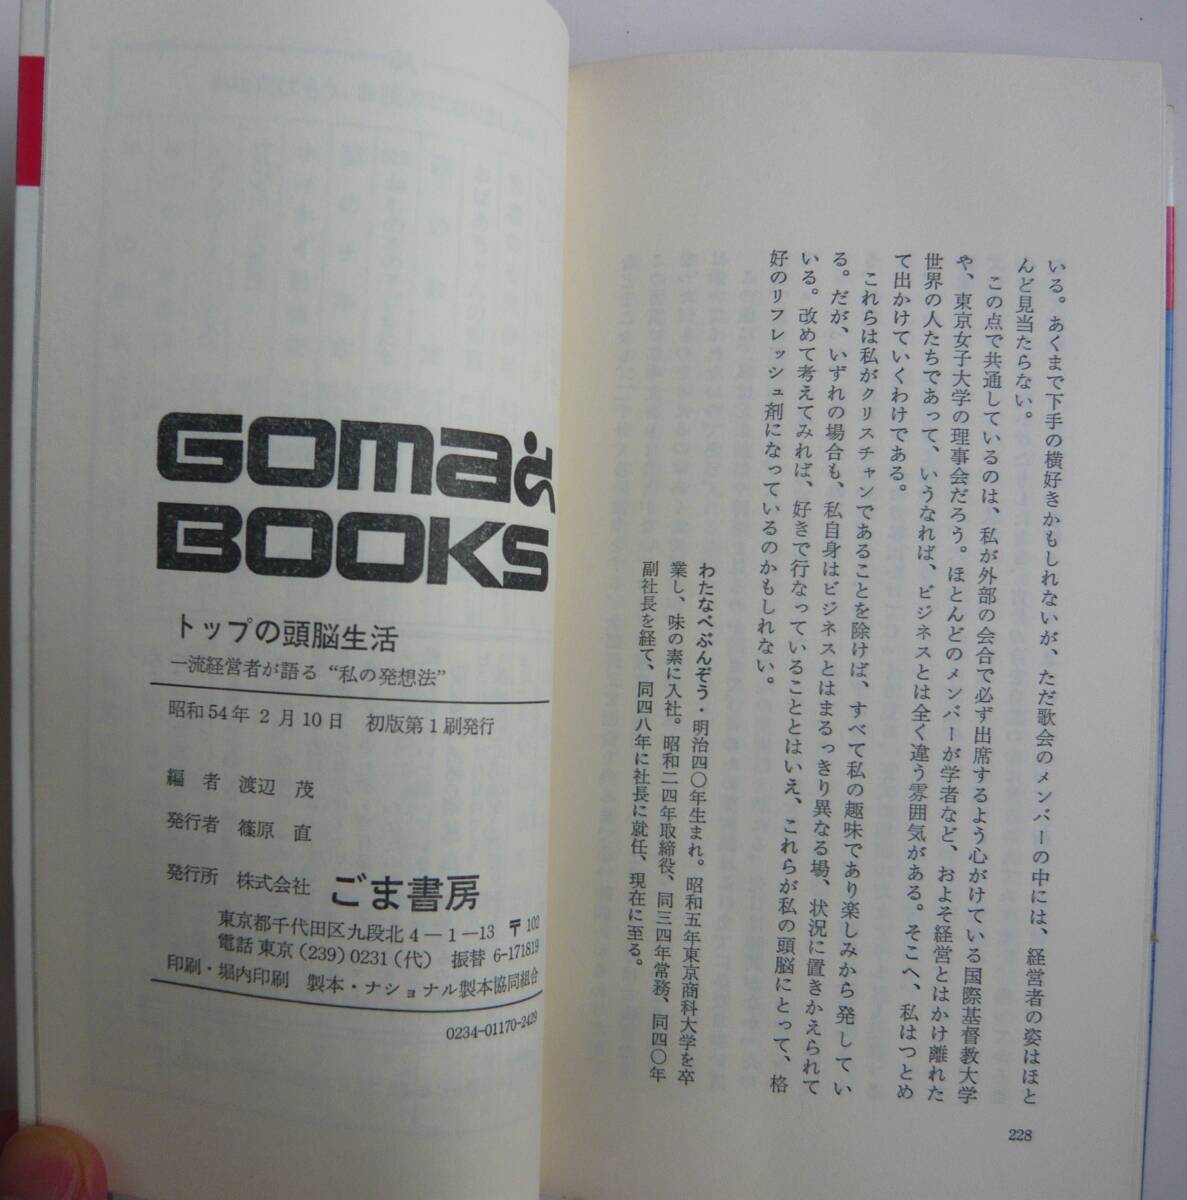 いる。あくまで下手の横好きかもしれないが、ただ歌会のメンバーの中には、経営者の姿はほと
んど見当たらない。
この点で共通しているのは、私が外部の会合で必ず出席するよう心がけている国際基督教大学
や、東京女子大学の理事会だろう。ほとんどのメンバーが学者など、およそ経営とはかけ離れた
世界の人たちであって、いうなれば、ビジネスとは全く違う雰囲気がある。そこへ、私はつとめ
て出かけていくわけである。
これらは私がクリスチャンであることを除けば、すべて私の趣味であり楽しみから発してい
る。だが、いずれの場合も、私自身はビジネスとはまるっきり異なる場、状況に置きかえられて
いる。改めて考えてみれば、好きで行なっていることとはいえ、これらが私の頭脳にとって、格
好のリフレッシュ剤になっているのかもしれない。
わたなべぶんぞう・明治四〇年生まれ。昭和五年東京商科大学を卒
業し、味の素に入社。昭和二四年取締役、同三四年常務、同四〇年
副社長を経て、同四八年に社長に就任、現在に至る。
228
GOMA
BOOKS
トップの頭脳生活
一流経営者が語る“私の発想法”
昭和54年2月10日 初版第1刷発行
編 者 渡辺 茂
発行者 篠原 直
発行所 株式会社 ごま書房
東京都千代田区九段北4−1−13 〒102
電話 東京(239)0231(代) 振替 6-171819
印刷・堀内印刷 製本・ナショナル製本協同組合
0234-01170-2429